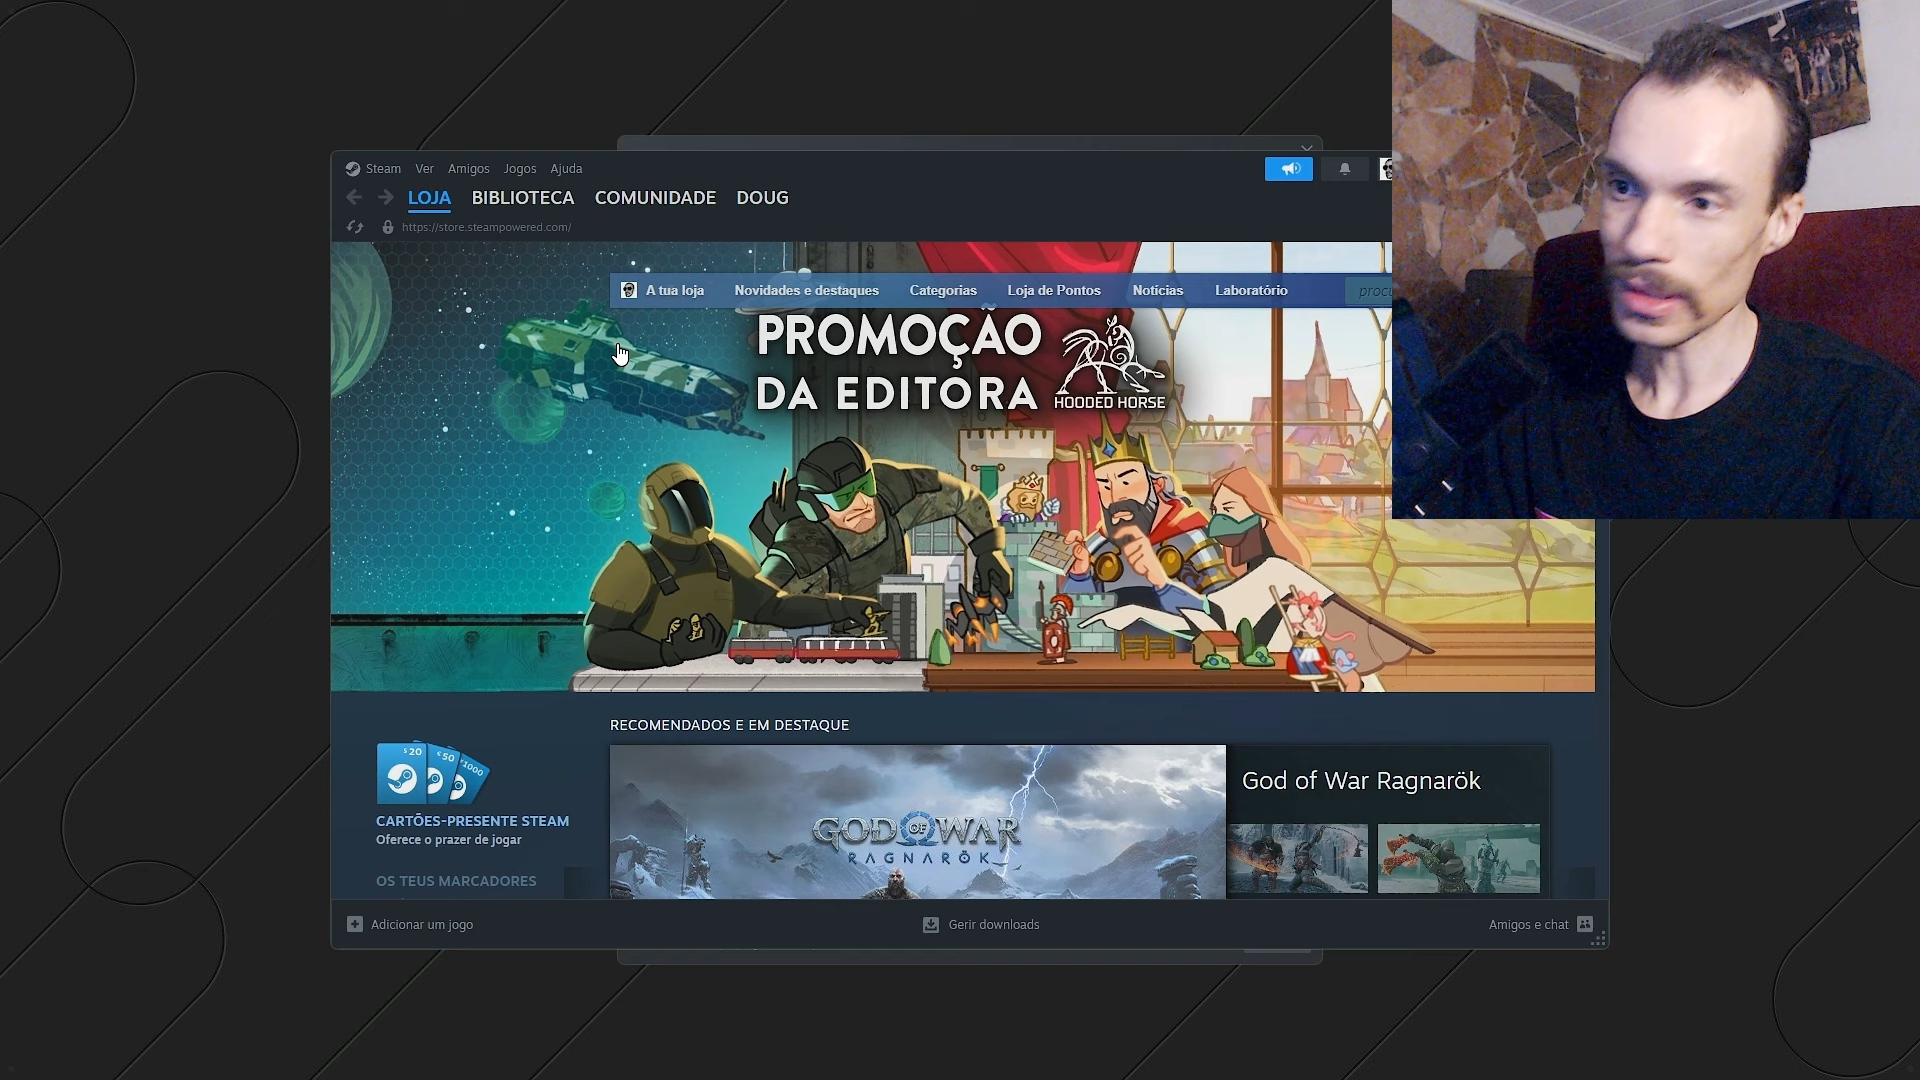 Steam Ver Amigos Jogos Ajuda
LOJA BIBLIOTECA COMUNIDADE DOUG
https://store.steampowered.com/
A tua loja Novidades e destaques Categorias Loja de Pontos Notícias Laboratório procu
PROMOÇÃO
DA EDITORA
HOODED HORSE
RECOMENDADOS E EM DESTAQUE
$20 €50 ¥1000
CARTÕES-PRESENTE STEAM
Oferece o prazer de jogar
OS TEUS MARCADORES
GOD OF WAR
RAGNARÖK
God of War Ragnarök
Adicionar um jogo Gerir downloads Amigos e chat